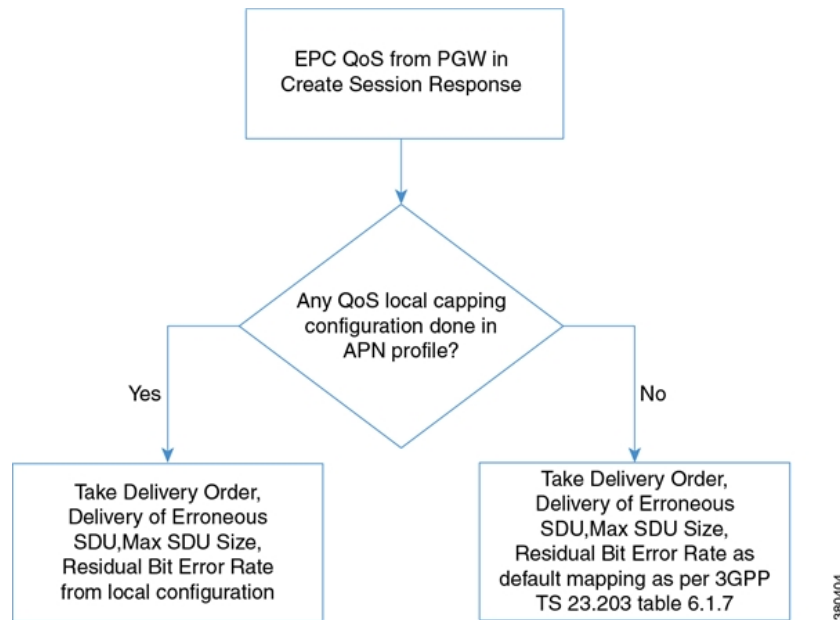 EPC QoS from PGW in
Create Session Response
Any QoS local capping
configuration done in
APN profile?
Yes
No
Take Delivery Order,
Delivery of Erroneous
SDU,Max SDU Size,
Residual Bit Error Rate
from local configuration
Take Delivery Order,
Delivery of Erroneous
SDU,Max SDU Size,
Residual Bit Error Rate as
default mapping as per 3GPP
TS 23.203 table 6.1.7
380404